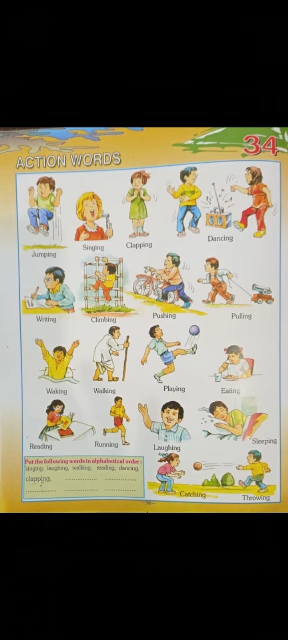 34
ACTION WORDS
Jumping
Singing
Clapping
Dancing
Writing
Climbing
Pushing
Pulling
Waking
Walking
Playing
Eating
Reading
Running
Laughing
Sleeping
Put the following words in alphabetical order:
singing, laughing, walking, reading, dancing,
clapping.
Catching
Throwing